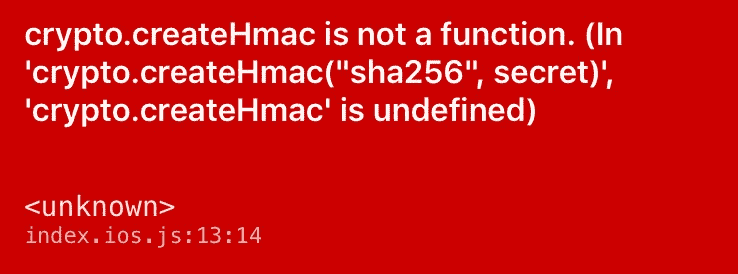 crypto.createHmac is not a function. (In
'crypto.createHmac("sha256", secret)',
'crypto.createHmac' is undefined)
<unknown>
index.ios.js:13:14